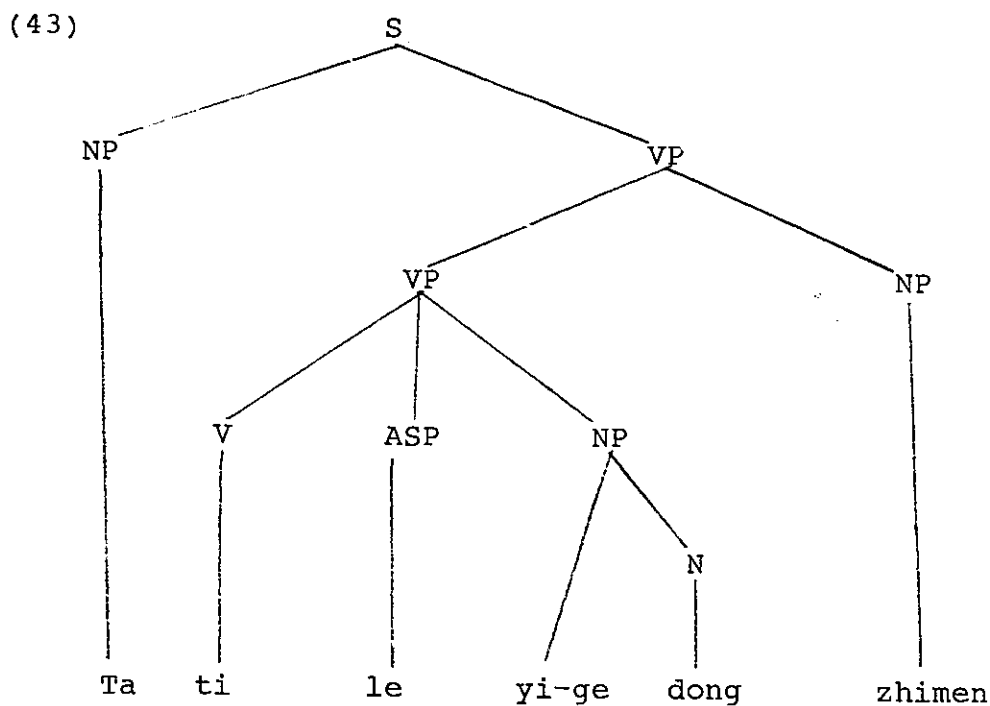 (43) S
NP VP
VP NP
V ASP NP
N
Ta ti le yi-ge dong zhimen